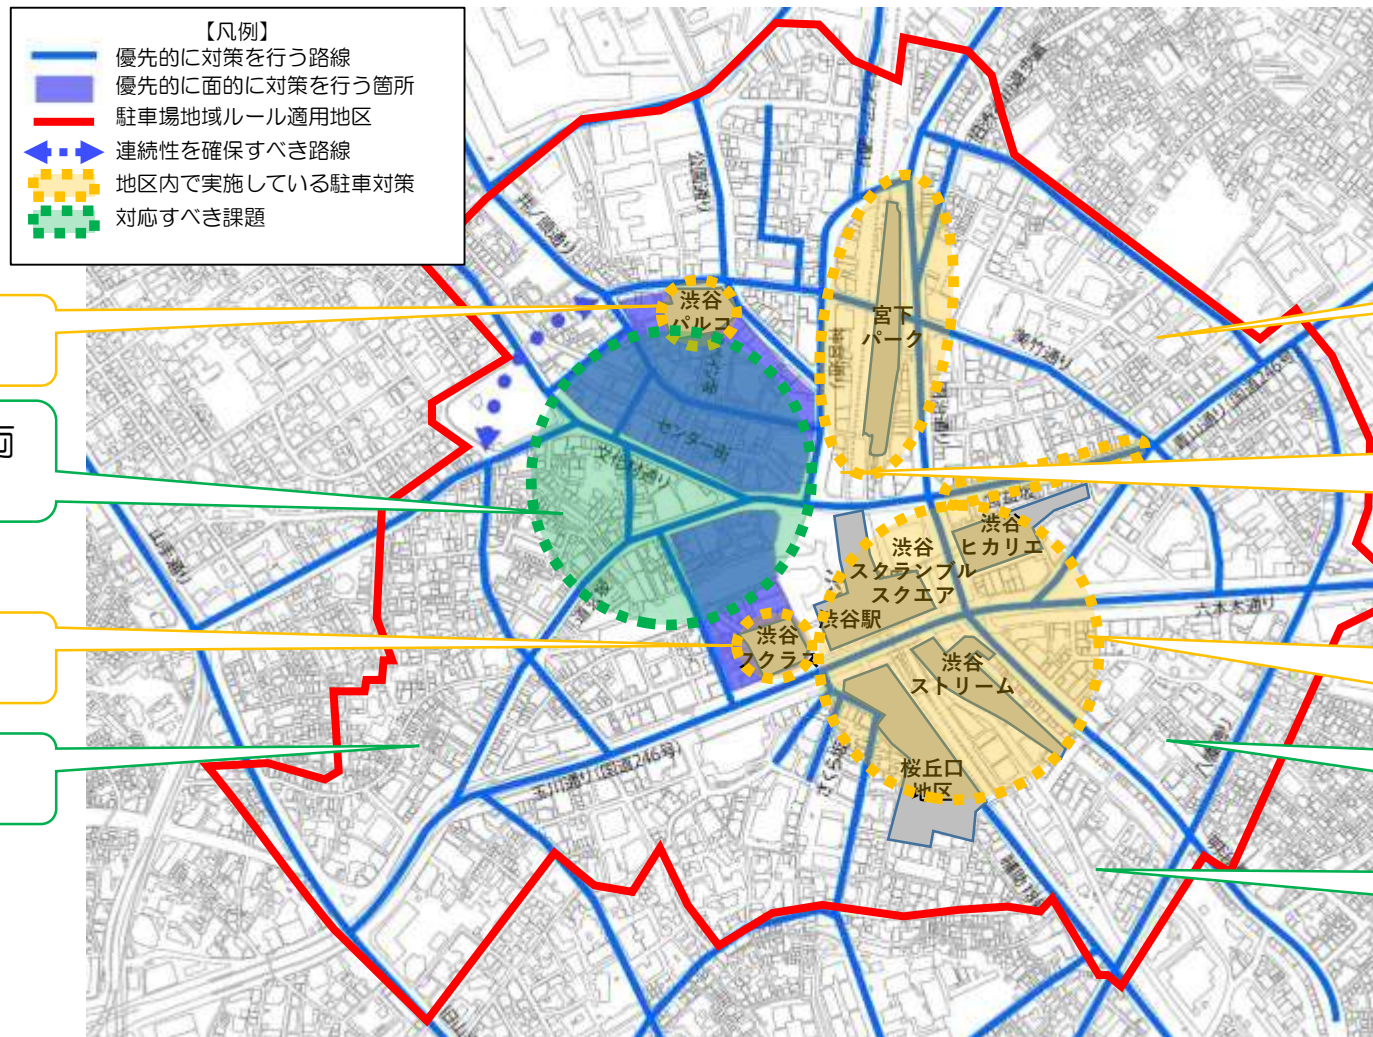 【凡例】
優先的に対策を行う路線
優先的に面的に対策を行う箇所
駐車場地域ルール適用地区
連続性を確保すべき路線
地区内で実施している駐車対策
対応すべき課題
公園通り
井ノ頭通り
渋谷
パルコ
宮下
パーク
美竹通り
青山通り(国道246号)
センター街
文化村通り
山手通り
渋谷
ヒカリエ
渋谷
スクランブル
スクエア
渋谷駅
六本木通り
渋谷
スクラス
渋谷
ストリーム
玉川通り(国道246号)
桜丘口
地区